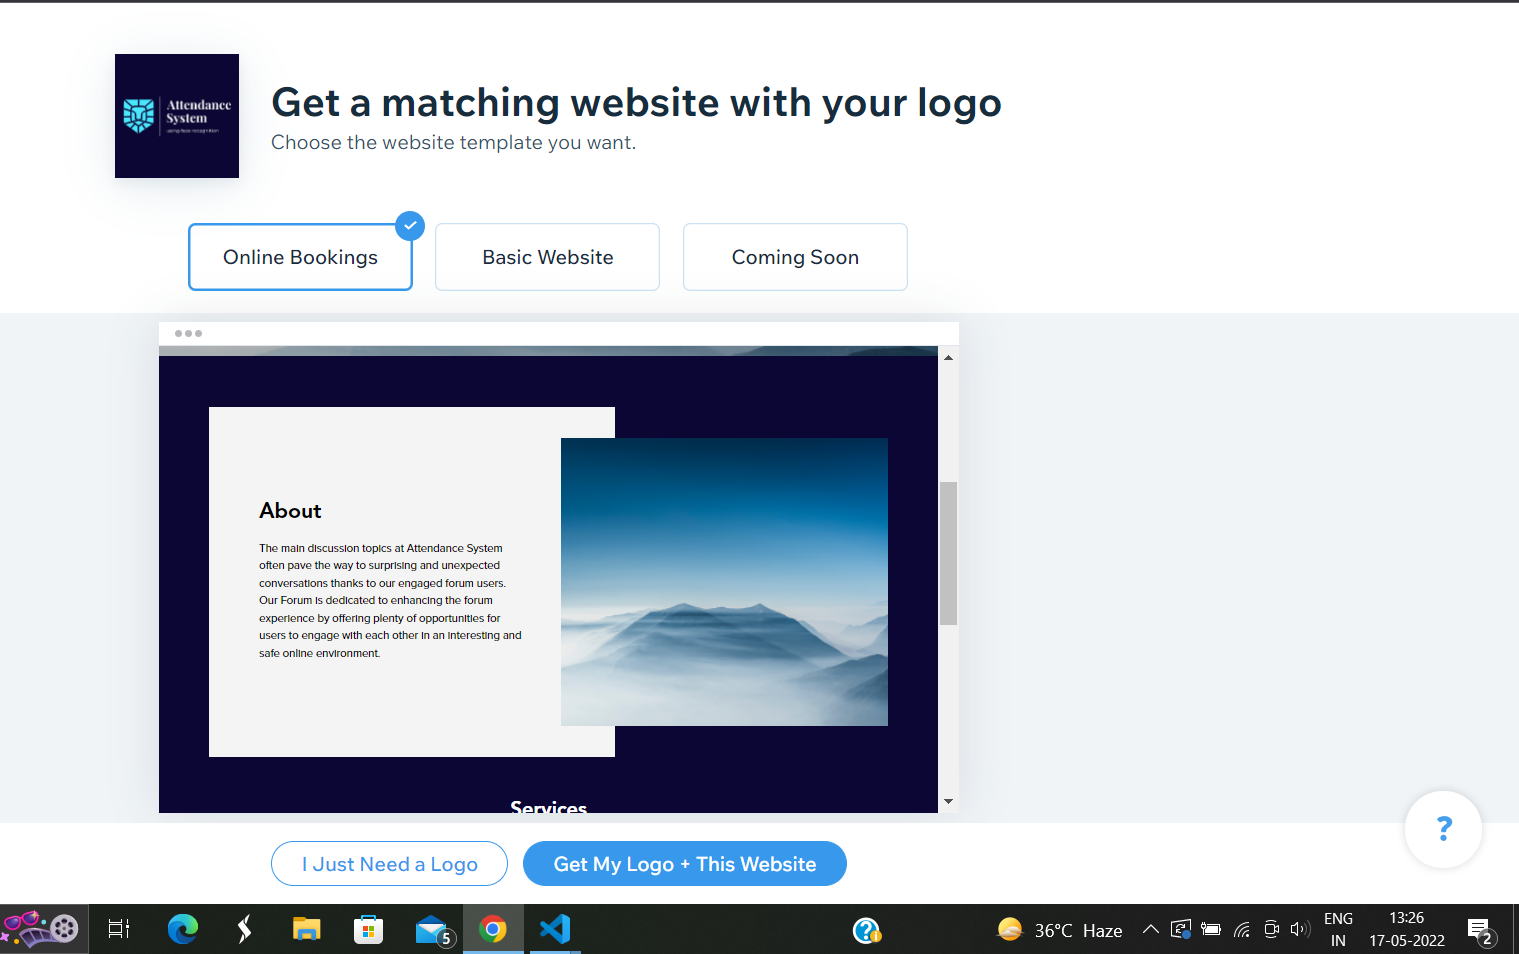 Attendance
System
using face recognition
Get a matching website with your logo
Choose the website template you want.
Online Bookings
Basic Website
Coming Soon
About
The main discussion topics at Attendance System
often pave the way to surprising and unexpected
conversations thanks to our engaged forum users.
Our Forum is dedicated to enhancing the forum
experience by offering plenty of opportunities for
users to engage with each other in an interesting and
safe online environment.
Services
?
I Just Need a Logo
Get My Logo + This Website
5
36°C Haze
ENG
IN
13:26
17-05-2022
2